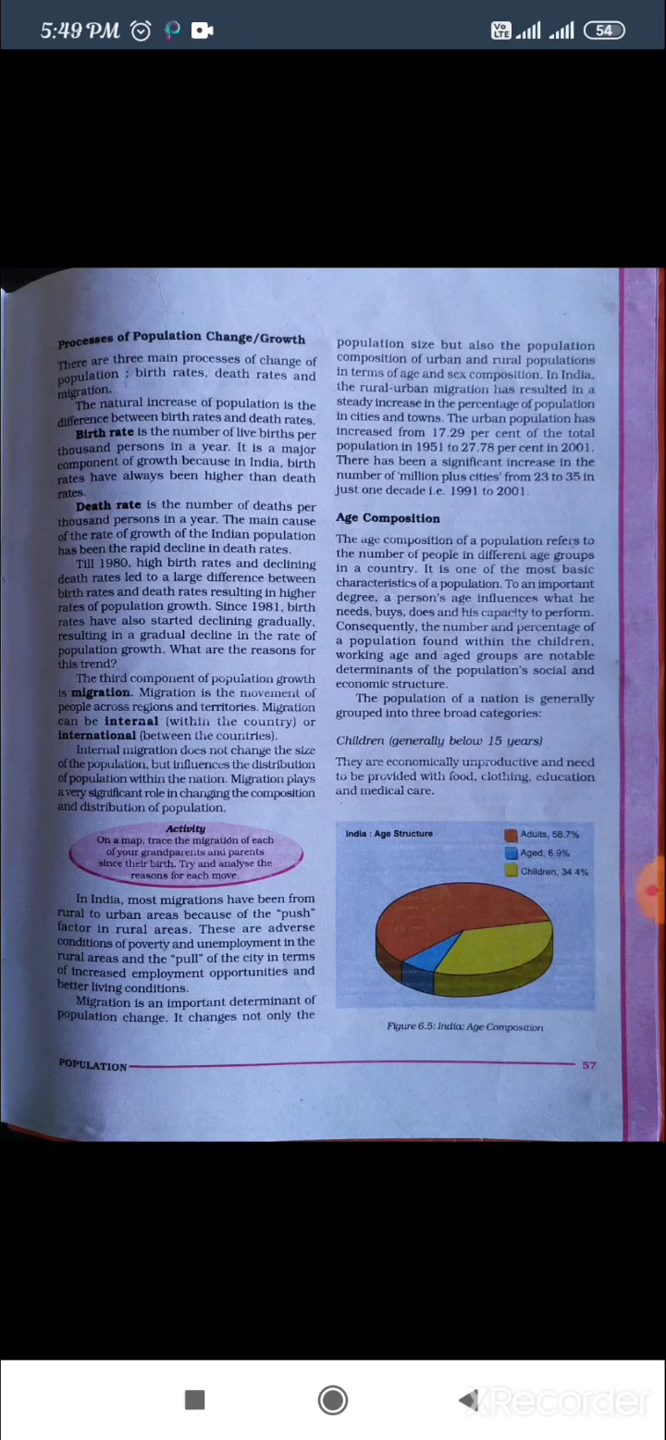 5:49 PM
Vo LTE
54
Processes of Population Change/Growth
There are three main processes of change of
population : birth rates, death rates and
migration.
The natural increase of population is the
difference between birth rates and death rates.
Birth rate is the number of live births per
thousand persons in a year. It is a major
component of growth because in India, birth
rates have always been higher than death
rates.
Death rate is the number of deaths per
thousand persons in a year. The main cause
of the rate of growth of the Indian population
has been the rapid decline in death rates.
Till 1980, high birth rates and declining
death rates led to a large difference between
birth rates and death rates resulting in higher
rates of population growth. Since 1981, birth
rates have also started declining gradually,
resulting in a gradual decline in the rate of
population growth. What are the reasons for
this trend?
The third component of population growth
is migration. Migration is the movement of
people across regions and territories. Migration
can be internal (within the country) or
international (between the countries).
Internal migration does not change the size
of the population, but influences the distribution
of population within the nation. Migration plays
a very significant role in changing the composition
and distribution of population.
Activity
On a map, trace the migration of each
of your grandparents and parents
since their birth. Try and analyse the
reasons for each move.
In India, most migrations have been from
rural to urban areas because of the "push"
factor in rural areas. These are adverse
conditions of poverty and unemployment in the
rural areas and the "pull" of the city in terms
of increased employment opportunities and
better living conditions.
Migration is an important determinant of
population change. It changes not only the
population size but also the population
composition of urban and rural populations
in terms of age and sex composition. In India,
the rural-urban migration has resulted in a
steady increase in the percentage of population
in cities and towns. The urban population has
increased from 17.29 per cent of the total
population in 1951 to 27.78 per cent in 2001.
There has been a significant increase in the
number of 'million plus cities' from 23 to 35 in
just one decade i.e. 1991 to 2001.
Age Composition
The age composition of a population refers to
the number of people in different age groups
in a country. It is one of the most basic
characteristics of a population. To an important
degree, a person's age influences what he
needs, buys, does and his capacity to perform.
Consequently, the number and percentage of
a population found within the children,
working age and aged groups are notable
determinants of the population's social and
economic structure.
The population of a nation is generally
grouped into three broad categories:
Children (generally below 15 years)
They are economically unproductive and need
to be provided with food, clothing, education
and medical care.
India : Age Structure
Adults, 58.7%
Aged, 6.9%
Children, 34.4%
Figure 6.5: India: Age Composition
POPULATION
57
XRecorder